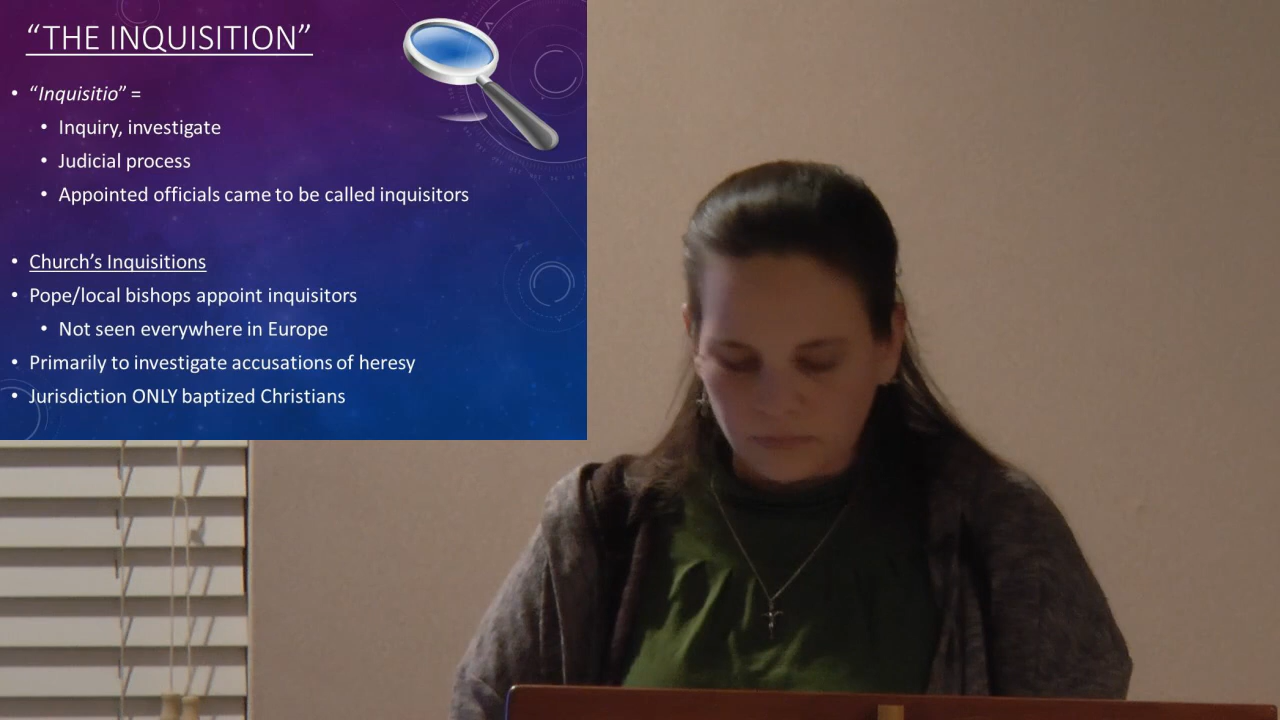 “THE INQUISITION”
• “Inquisitio” =
• Inquiry, investigate
• Judicial process
• Appointed officials came to be called inquisitors
• Church’s Inquisitions
• Pope/local bishops appoint inquisitors
• Not seen everywhere in Europe
• Primarily to investigate accusations of heresy
• Jurisdiction ONLY baptized Christians